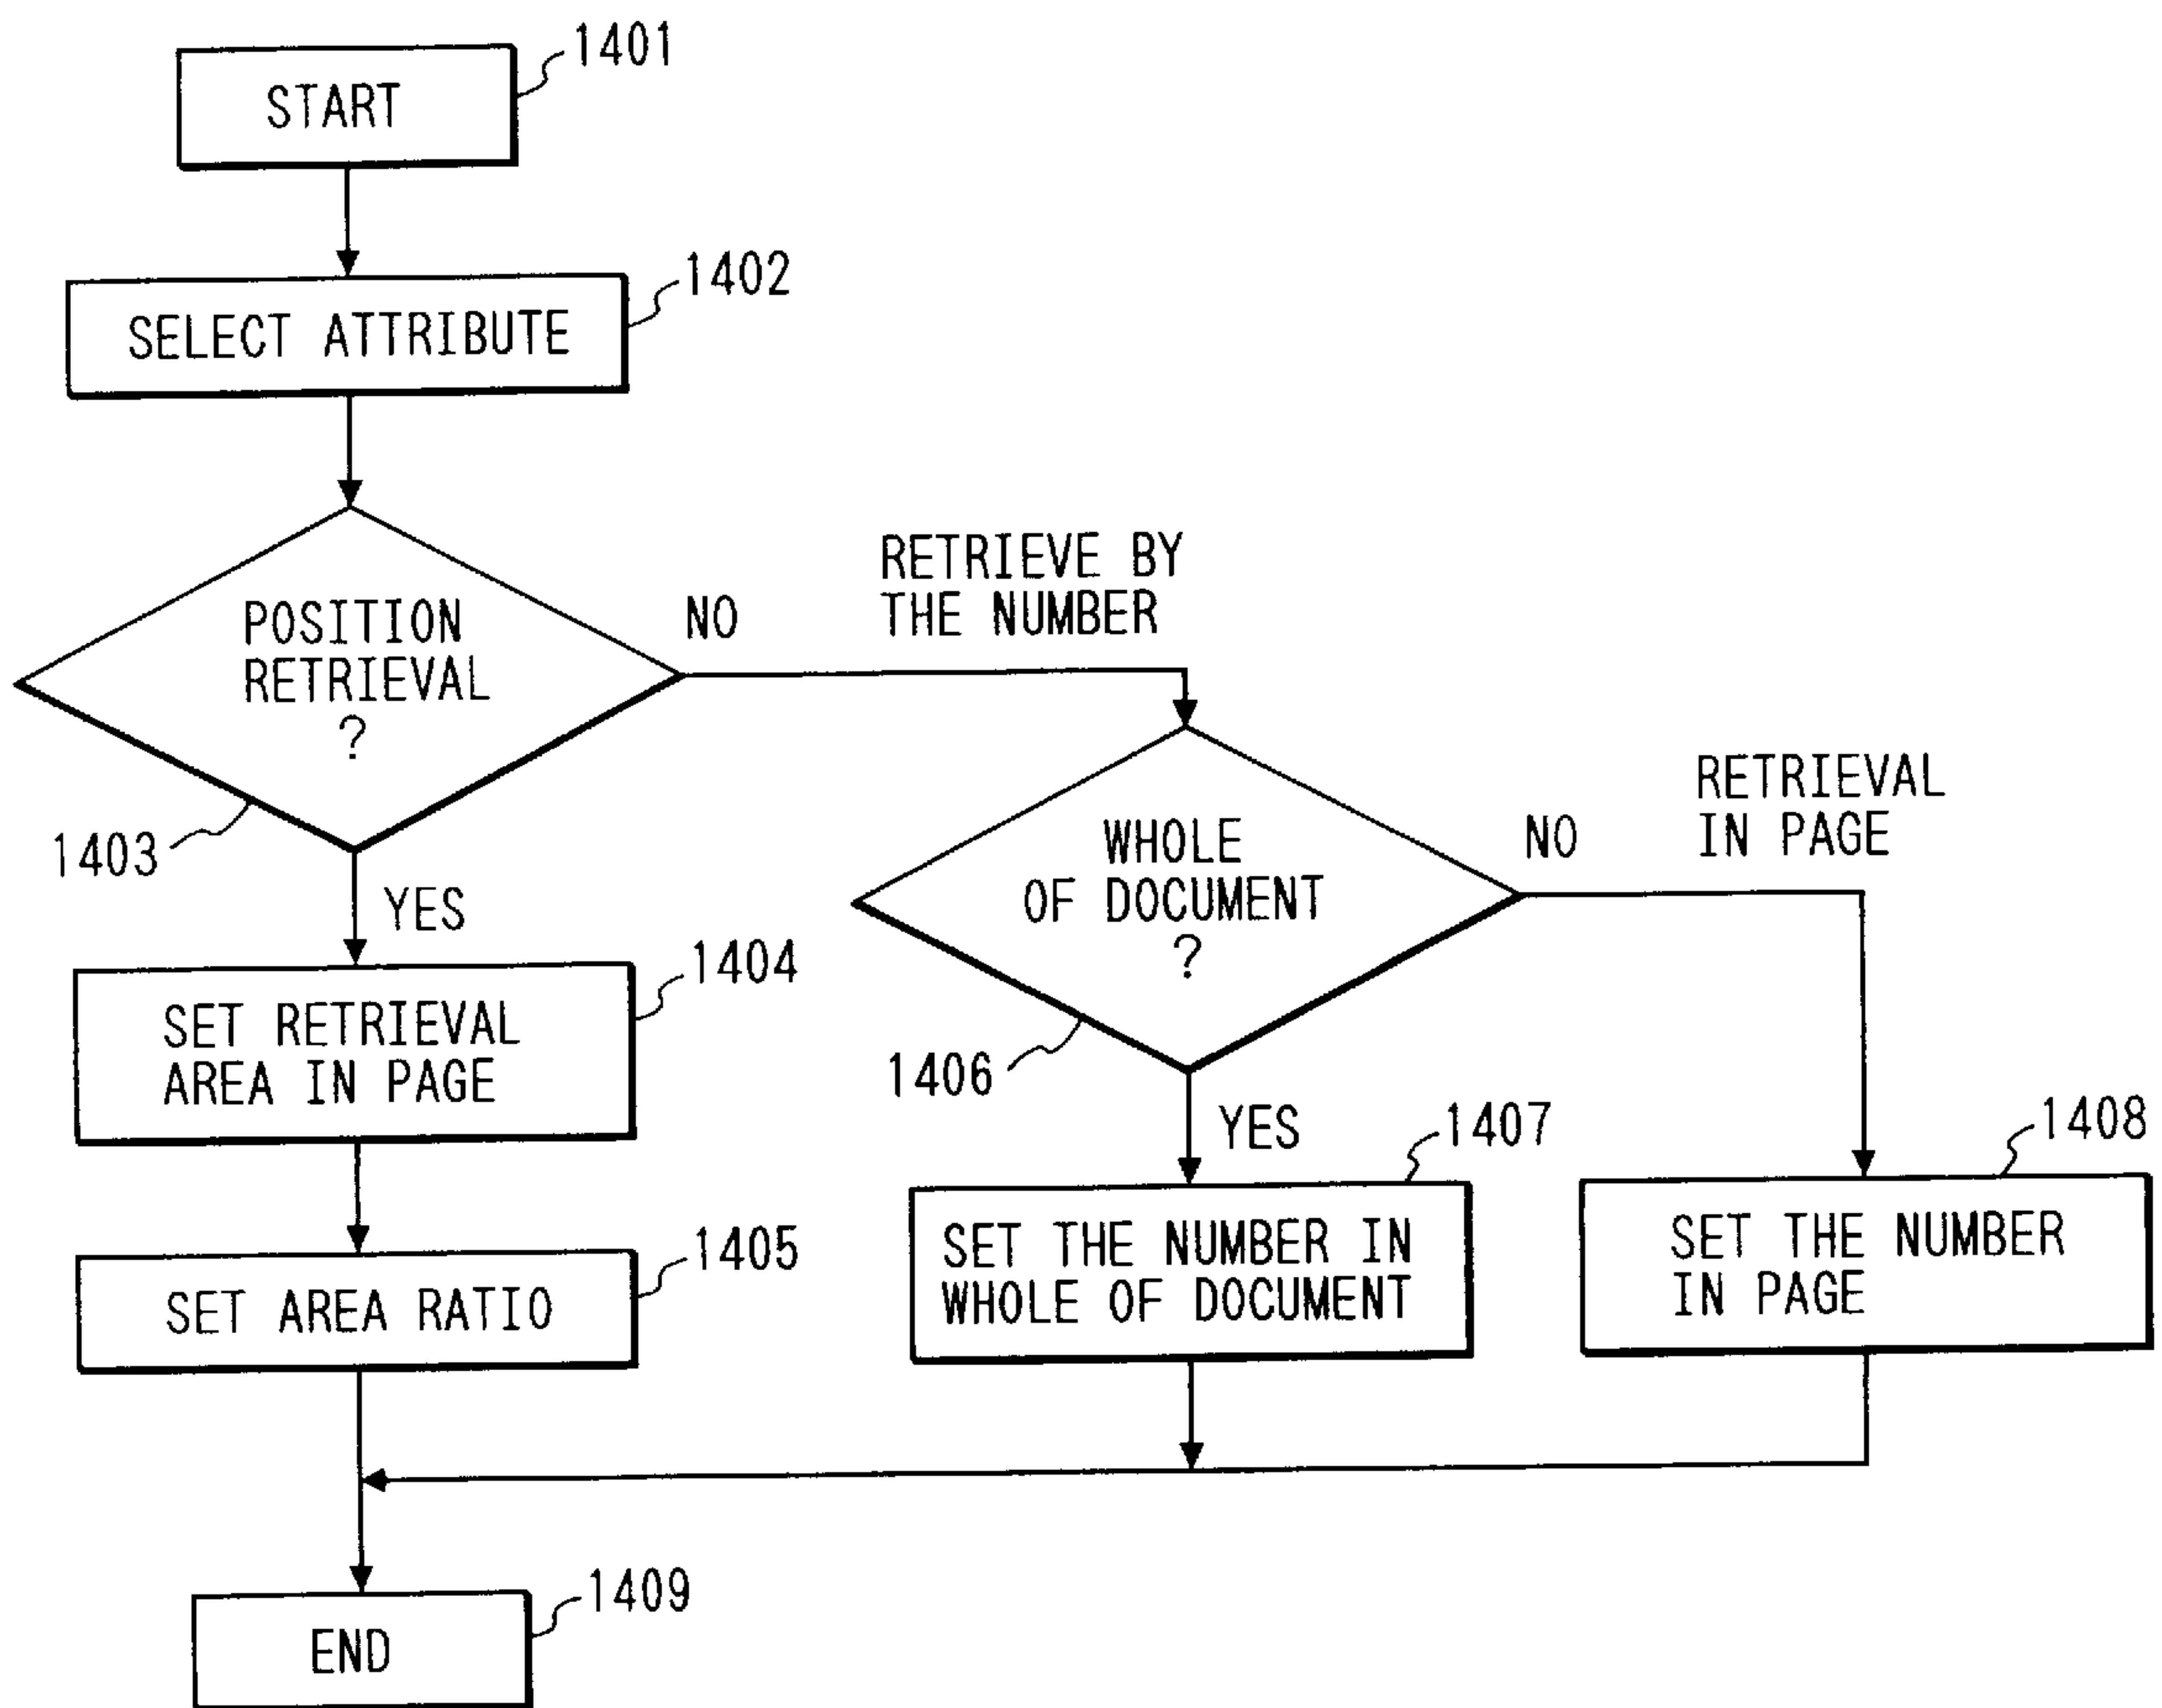 START
1401
SELECT ATTRIBUTE
1402
POSITION
RETRIEVAL
?
1403
NO
RETRIEVE BY
THE NUMBER
YES
SET RETRIEVAL
AREA IN PAGE
1404
SET AREA RATIO
1405
WHOLE
OF DOCUMENT
?
1406
NO
RETRIEVAL
IN PAGE
YES
SET THE NUMBER IN
WHOLE OF DOCUMENT
1407
SET THE NUMBER
IN PAGE
1408
END
1409